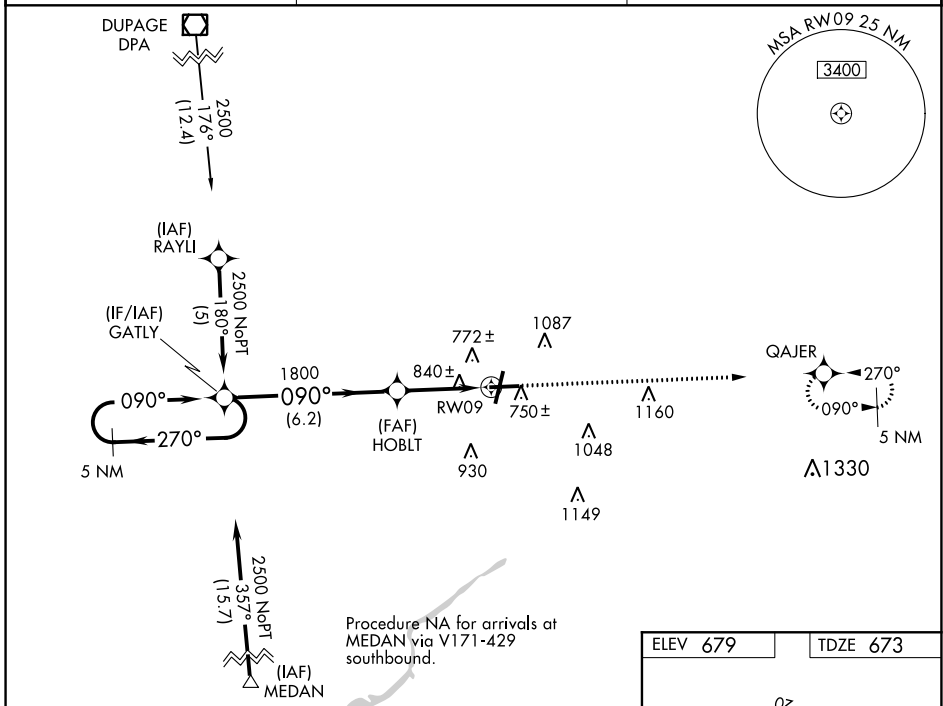 DUPAGE
DPA
MSA RW09 25 NM
3400
2500
176°
(12.4)
(IAF)
RAYLI
2500 NoPT
180°
(5)
(IF/IAF)
GATLY
1087
772±
QAJER
1800
840±
090°
090°
270°
(6.2)
RW09
750±
1160
090°
(FAF)
HOBLT
270°
5 NM
1048
5 NM
930
1330
1149
2500 NoPT
357°
(15.7)
Procedure NA for arrivals at
MEDAN via V171-429
southbound.
(IAF)
MEDAN
ELEV 679
TDZE 673